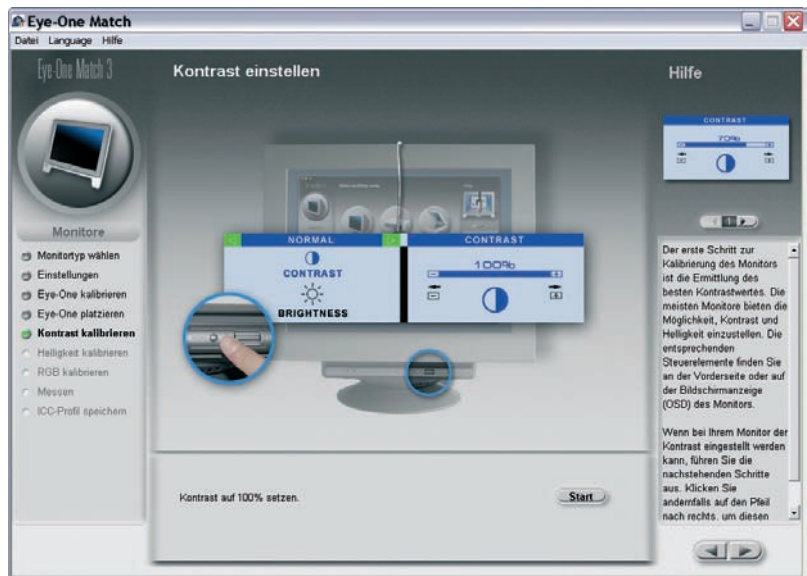 Eye-One Match
Datei Language Hilfe
Eye-One Match 3
Kontrast einstellen
Hilfe
Monitore
Monitortyp wählen
Einstellungen
Eye-One kalibrieren
Eye-One platzieren
Kontrast kalibrieren
Helligkeit kalibrieren
RGB kalibrieren
Messen
ICC-Profil speichern
NORMAL
CONTRAST
BRIGHTNESS
CONTRAST
100%
Kontrast auf 100% setzen.
Start
CONTRAST
70%
1
Der erste Schritt zur
Kalibrierung des Monitors
ist die Ermittlung des
besten Kontrastwertes. Die
meisten Monitore bieten die
Möglichkeit, Kontrast und
Helligkeit einzustellen. Die
entsprechenden
Steuerelemente finden Sie
an der Vorderseite oder auf
der Bildschirmanzeige
(OSD) des Monitors.
Wenn bei Ihrem Monitor der
Kontrast eingestellt werden
kann, führen Sie die
nachstehenden Schritte
aus. Klicken Sie
andernfalls auf den Pfeil
nach rechts, um diesen